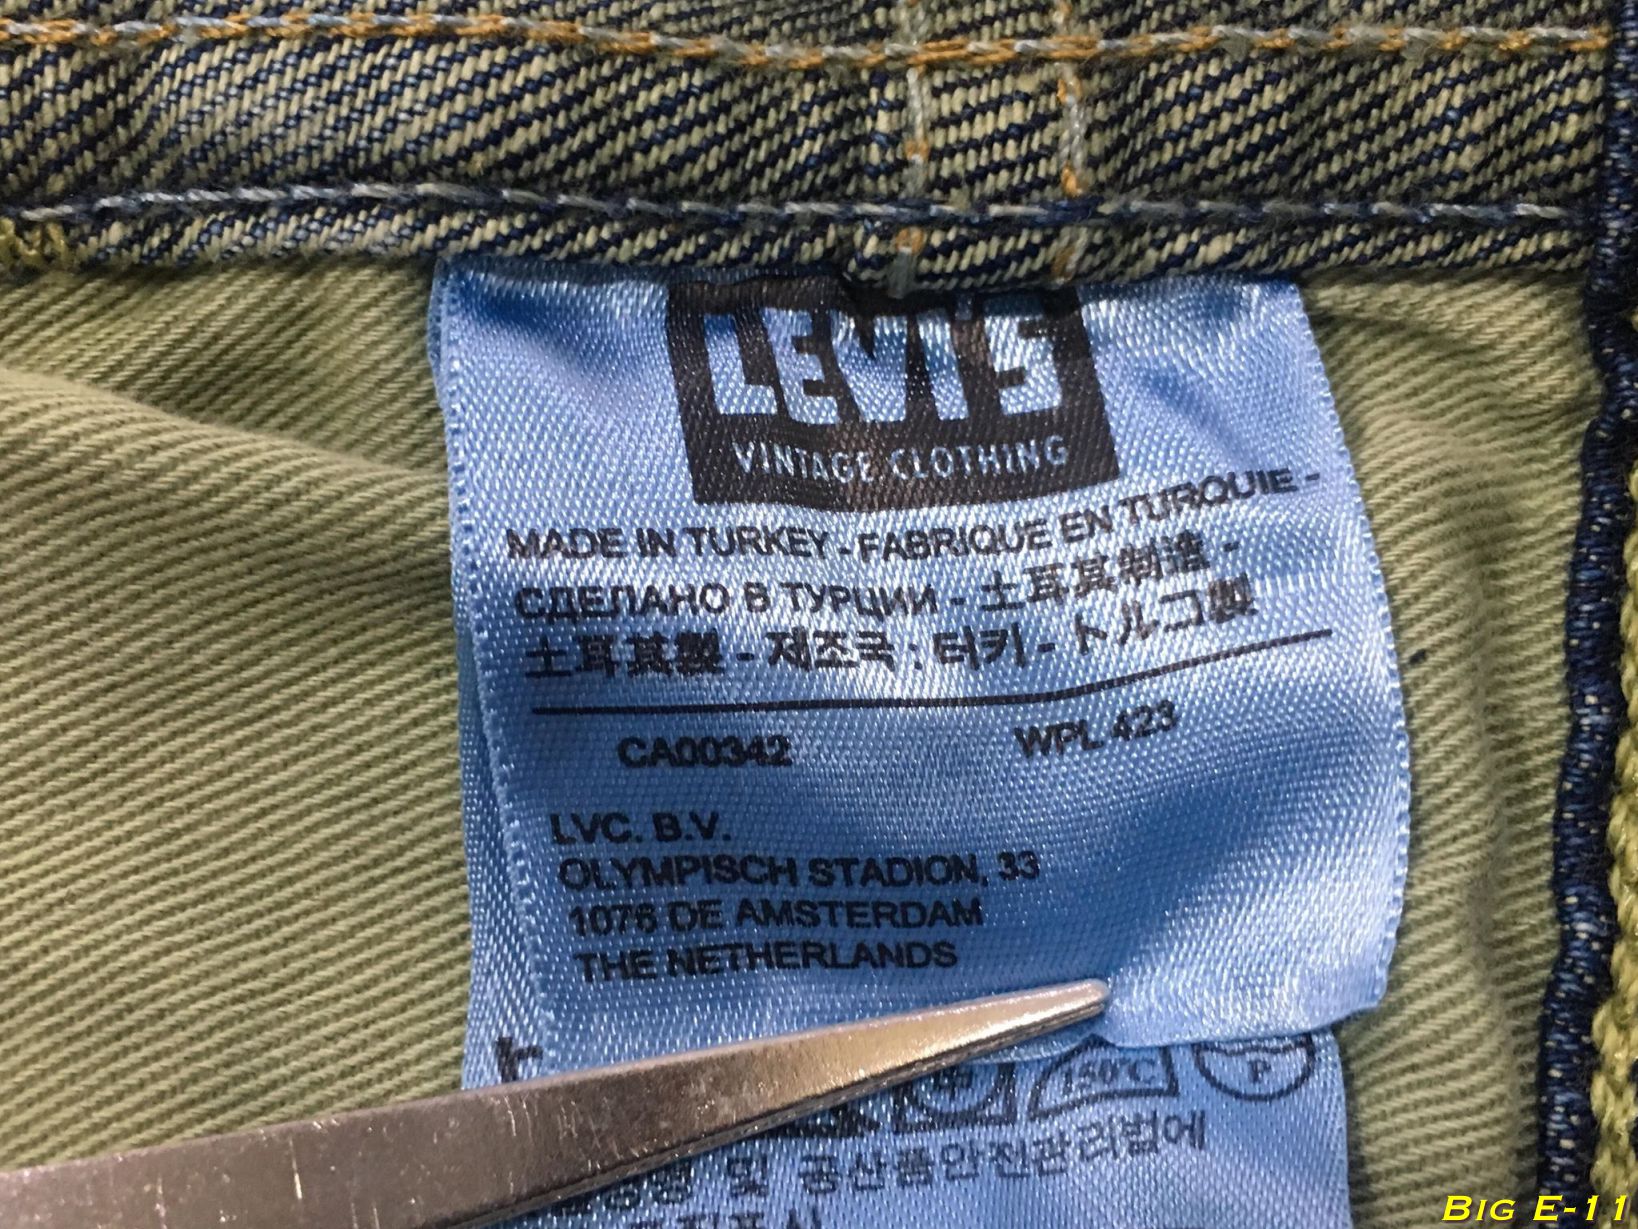 LEVI'S
VINTAGE CLOTHING
MADE IN TURKEY - FABRIQUE EN TURQUIE -
СДЕЛАНО В ТУРЦИИ - 土耳其制造 -
土耳其製 - 제조국 : 터키 - トルコ製
CA00342 WPL 423
LVC. B.V.
OLYMPISCH STADION, 33
1076 DE AMSTERDAM
THE NETHERLANDS
150°C P
및 공산품안전관리법에
BIG E-11